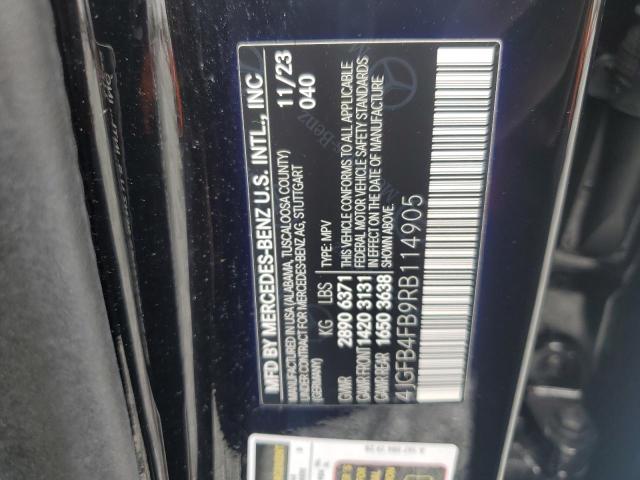 MFD BY MERCEDES-BENZ U.S. INTL., INC 11/23
MANUFACTURED IN USA (ALABAMA, TUSCALOOSA COUNTY) 040
UNDER CONTRACT FOR MERCEDES-BENZ AG, STUTTGART
(GERMANY)
KG LBS TYPE: MPV
GVWR 2890 6371 THIS VEHICLE CONFORMS TO ALL APPLICABLE
GAWR FRONT 1420 3131 FEDERAL MOTOR VEHICLE SAFETY STANDARDS
GAWR REAR 1650 3638 IN EFFECT ON THE DATE OF MANUFACTURE
SHOWN ABOVE.
4JGFB4FB9RB114905